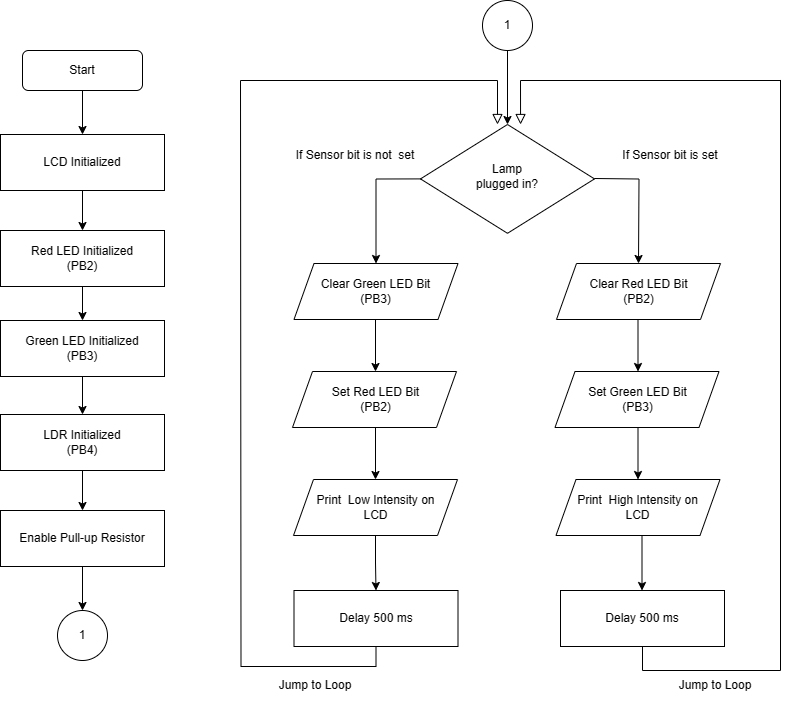 Start
LCD Initialized
Red LED Initialized
(PB2)
Green LED Initialized
(PB3)
LDR Initialized
(PB4)
Enable Pull-up Resistor
1
1
Lamp
plugged in?
If Sensor bit is not set
If Sensor bit is set
Clear Green LED Bit
(PB3)
Set Red LED Bit
(PB2)
Print Low Intensity on
LCD
Delay 500 ms
Jump to Loop
Clear Red LED Bit
(PB2)
Set Green LED Bit
(PB3)
Print High Intensity on
LCD
Delay 500 ms
Jump to Loop